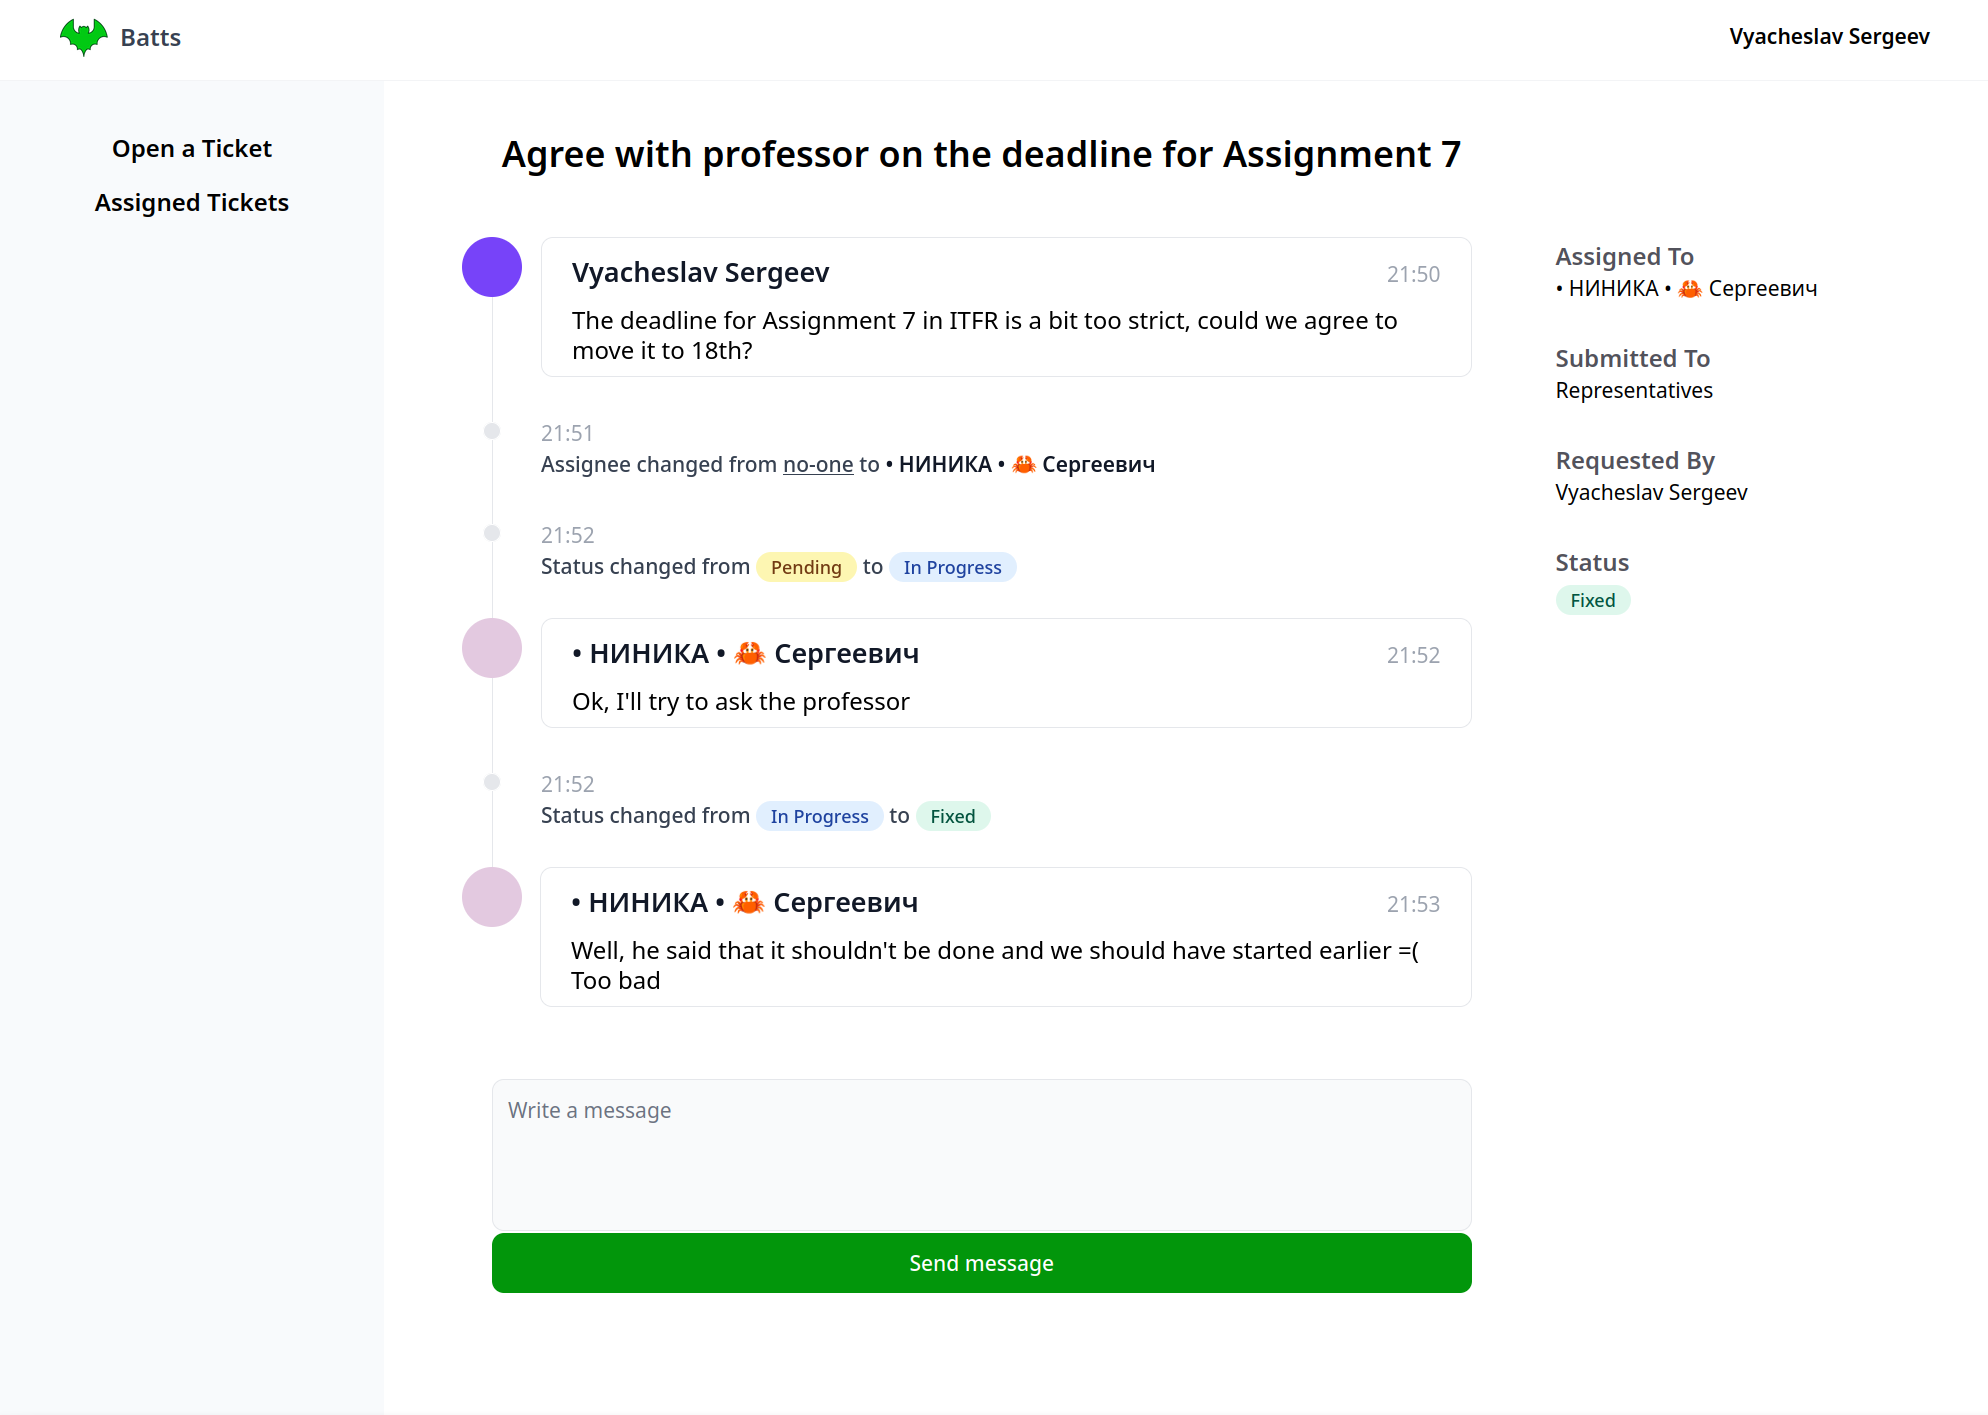 Batts
Vyacheslav Sergeev
Open a Ticket
Assigned Tickets
Agree with professor on the deadline for Assignment 7
Vyacheslav Sergeev
21:50
The deadline for Assignment 7 in ITFR is a bit too strict, could we agree to
move it to 18th?
21:51
Assignee changed from no-one to • НИНИКА • 🦀 Сергеевич
21:52
Status changed from Pending to In Progress
• НИНИКА • 🦀 Сергеевич
21:52
Ok, I'll try to ask the professor
21:52
Status changed from In Progress to Fixed
• НИНИКА • 🦀 Сергеевич
21:53
Well, he said that it shouldn't be done and we should have started earlier =(
Too bad
Write a message
Send message
Assigned To
• НИНИКА • 🦀 Сергеевич
Submitted To
Representatives
Requested By
Vyacheslav Sergeev
Status
Fixed